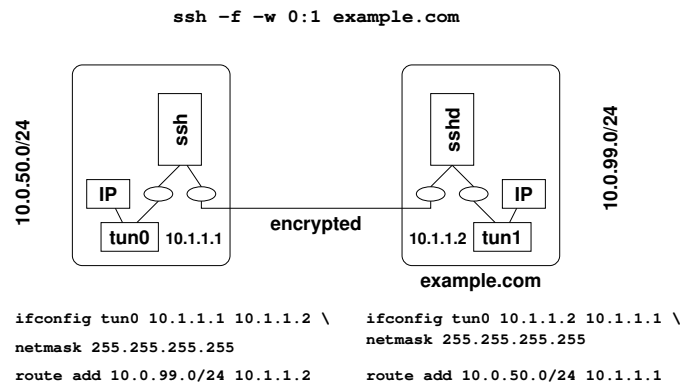 ssh −f −w 0:1 example.com
10.0.50.0/24
ssh
IP
tun0
10.1.1.1
encrypted
sshd
IP
10.1.1.2
tun1
10.0.99.0/24
example.com
ifconfig tun0 10.1.1.1 10.1.1.2 \
netmask 255.255.255.255
route add 10.0.99.0/24 10.1.1.2
ifconfig tun0 10.1.1.2 10.1.1.1 \
netmask 255.255.255.255
route add 10.0.50.0/24 10.1.1.1